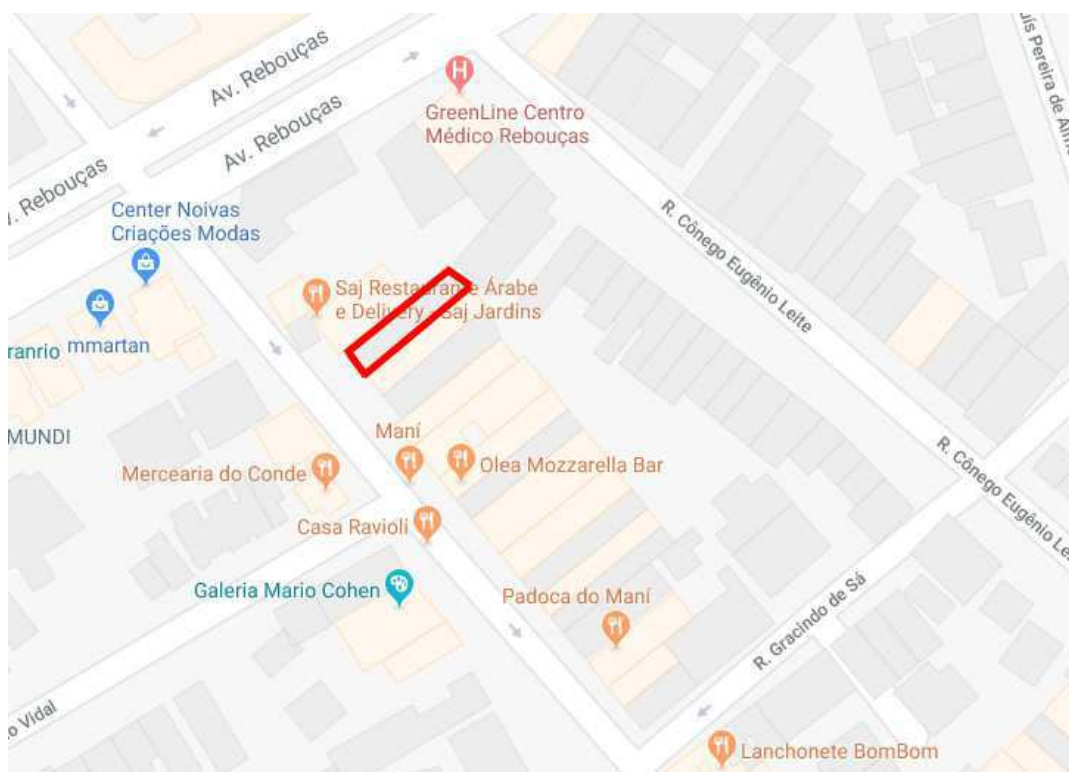 Av. Rebouças
Av. Rebouças
. Rebouças
GreenLine Centro
Médico Rebouças
Center Noivas
Criações Modas
R. Cônego Eugênio Leite
Saj Restaurante Árabe
e Delivery - Saj Jardins
mmartan
MUNDI
Maní
Olea Mozzarella Bar
Mercearia do Conde
Casa Ravioli
R. Cônego Eugênio Le
Galeria Mario Cohen
Padoca do Maní
R. Gracindo de Sá
Vidal
Lanchonete BomBom